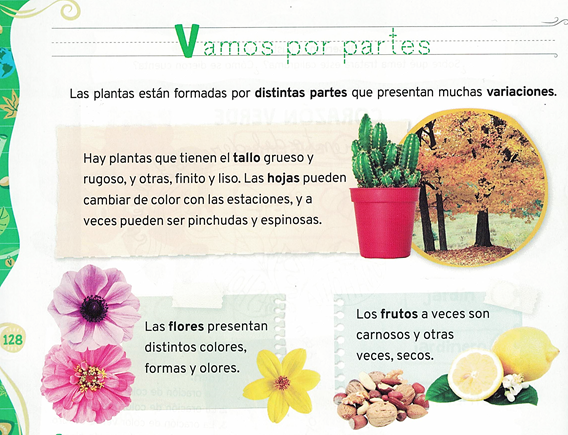 Vamos por partes
Las plantas están formadas por distintas partes que presentan muchas variaciones.
Hay plantas que tienen el tallo grueso y
rugoso, y otras, finito y liso. Las hojas pueden
cambiar de color con las estaciones, y a
veces pueden ser pinchudas y espinosas.
Las flores presentan
distintos colores,
formas y olores.
Los frutos a veces son
carnosos y otras
veces, secos.
128